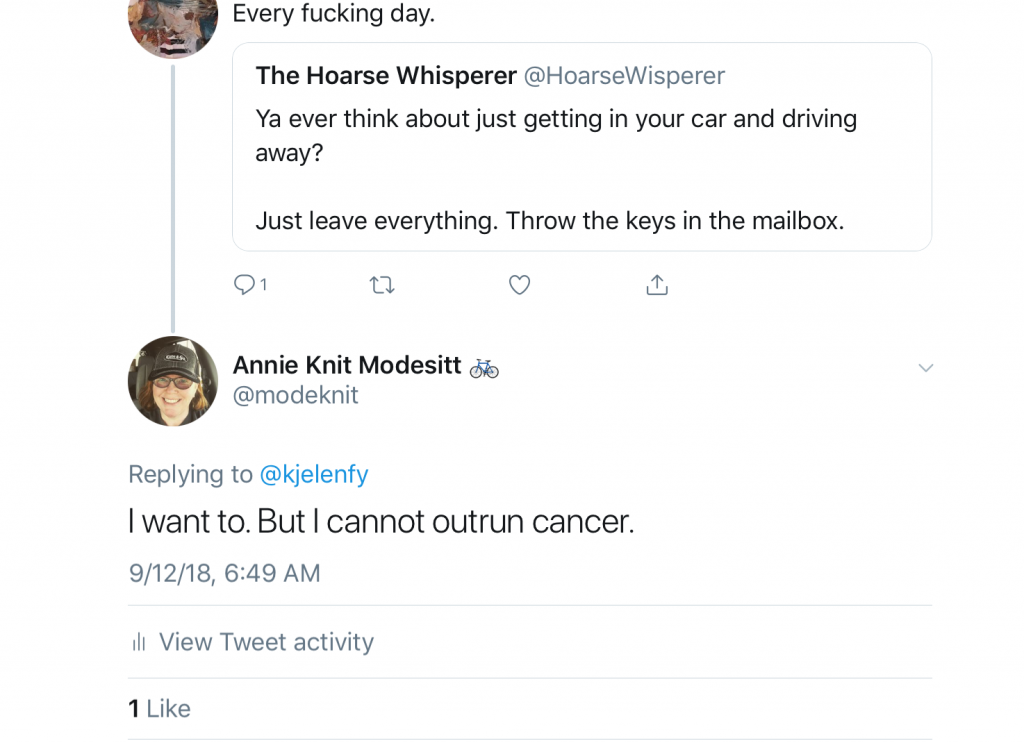 Every fucking day.
The Hoarse Whisperer @HoarseWisperer
Ya ever think about just getting in your car and driving
away?
Just leave everything. Throw the keys in the mailbox.
1
Annie Knit Modesitt 🚲
@modeknit
Replying to @kjelenfy
I want to. But I cannot outrun cancer.
9/12/18, 6:49 AM
View Tweet activity
1 Like